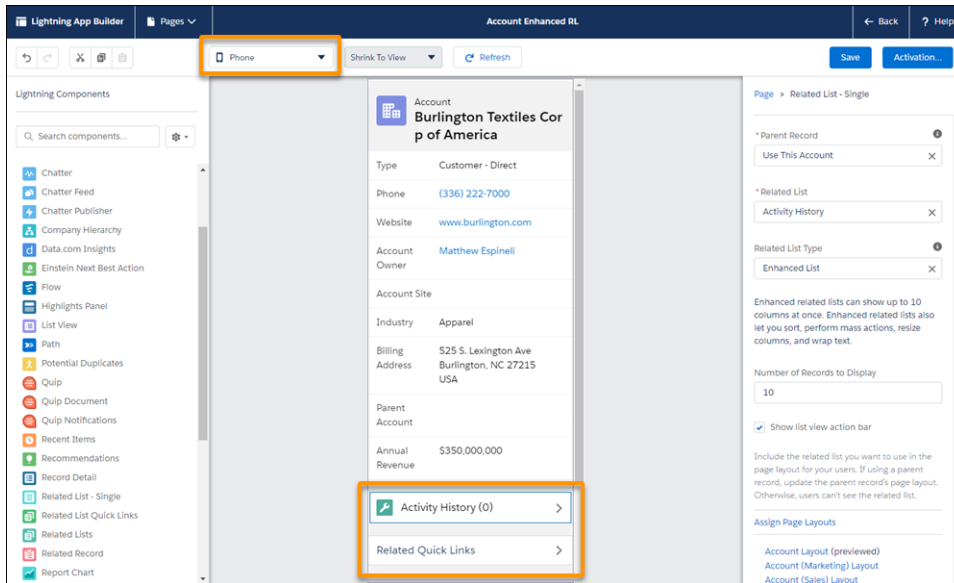 Lightning App Builder
Pages
Account Enhanced RL
Back
? Help
Phone
Shrink To View
Refresh
Save
Activation...
Lightning Components
Search components...
Chatter
Chatter Feed
Chatter Publisher
Company Hierarchy
Data.com Insights
Einstein Next Best Action
Flow
Highlights Panel
List View
Path
Potential Duplicates
Quip
Quip Document
Quip Notifications
Recent Items
Recommendations
Record Detail
Related List - Single
Related List Quick Links
Related Lists
Related Record
Report Chart
Account
Burlington Textiles Cor
p of America
Type Customer - Direct
Phone (336) 222-7000
Website www.burlington.com
Account Matthew Espineli
Owner
Account Site
Industry Apparel
Billing 525 S. Lexington Ave
Address Burlington, NC 27215
USA
Parent
Account
Annual $350,000,000
Revenue
Activity History (0)
Related Quick Links
Page > Related List - Single
*Parent Record
Use This Account
*Related List
Activity History
Related List Type
Enhanced List
Enhanced related lists can show up to 10
columns at once. Enhanced related lists also
let you sort, perform mass actions, resize
columns, and wrap text.
Number of Records to Display
10
Show list view action bar
Include the related list you want to use in the
page layout for your users. If using a parent
record, update the parent record's page layout.
Otherwise, users can't see the related list.
Assign Page Layouts
Account Layout (previewed)
Account (Marketing) Layout
Account (Sales) Layout